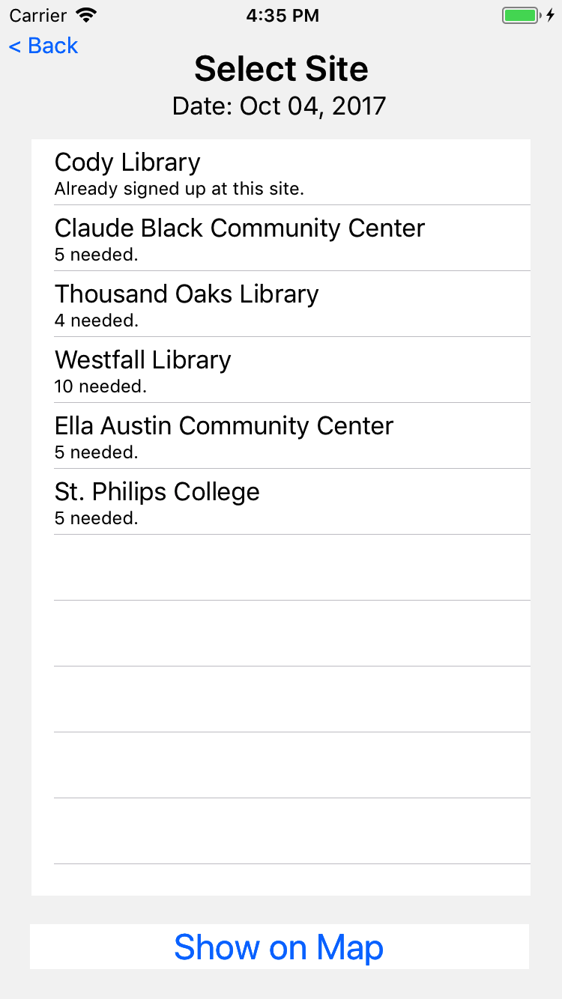 Carrier 4:35 PM
< Back
Select Site
Date: Oct 04, 2017
Cody Library
Already signed up at this site.
Claude Black Community Center
5 needed.
Thousand Oaks Library
4 needed.
Westfall Library
10 needed.
Ella Austin Community Center
5 needed.
St. Philips College
5 needed.
Show on Map